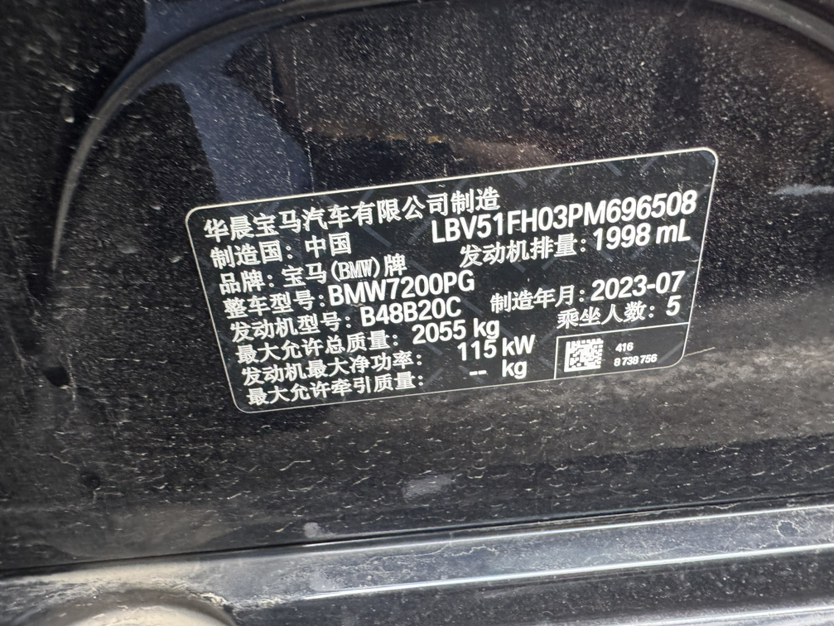 华晨宝马汽车有限公司制造
LBV51FH03PM696508
制造国：中国
发动机排量：1998 mL
品牌：宝马(BMW)牌
整车型号：BMW7200PG
制造年月：2023-07
发动机型号：B48B20C
乘坐人数：5
最大允许总质量：2055 kg
发动机最大净功率：115 kW
最大允许牵引质量：-- kg
416
8 738 756